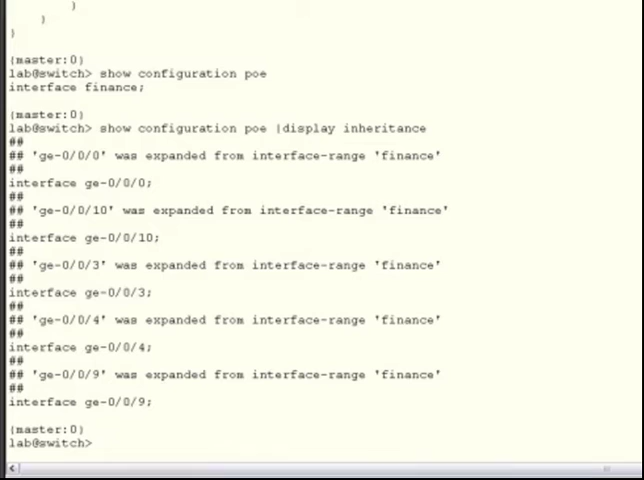 }
}
}
{master:0}
lab@switch> show configuration poe
interface finance;
{master:0}
lab@switch> show configuration poe |display inheritance
##
## 'ge-0/0/0' was expanded from interface-range 'finance'
##
interface ge-0/0/0;
##
## 'ge-0/0/10' was expanded from interface-range 'finance'
##
interface ge-0/0/10;
##
## 'ge-0/0/3' was expanded from interface-range 'finance'
##
interface ge-0/0/3;
##
## 'ge-0/0/4' was expanded from interface-range 'finance'
##
interface ge-0/0/4;
##
## 'ge-0/0/9' was expanded from interface-range 'finance'
##
interface ge-0/0/9;
{master:0}
lab@switch>